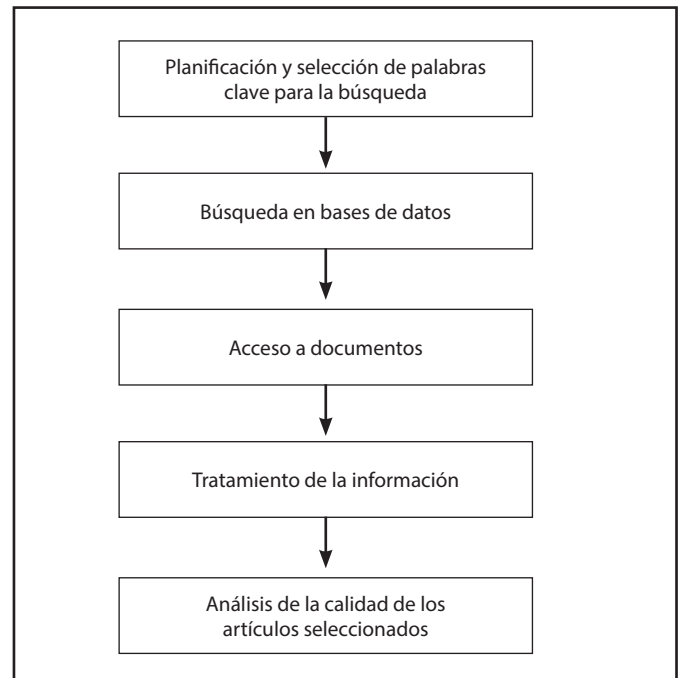 Planificación y selección de palabras
clave para la búsqueda
Búsqueda en bases de datos
Acceso a documentos
Tratamiento de la información
Análisis de la calidad de los
artículos seleccionados